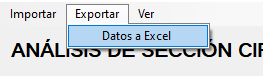 Importar Exportar Ver
Datos a Excel
ANÁLISIS DE SECCIÓN